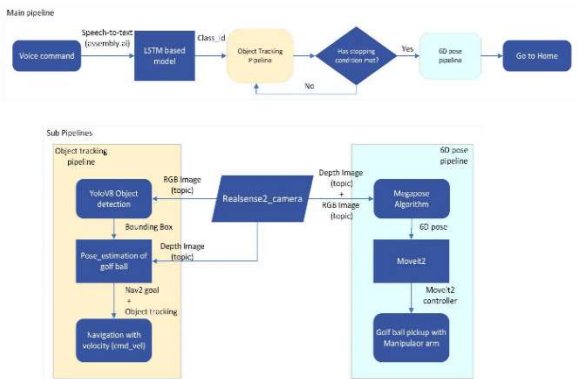 Main pipeline
Voice command
Speech-to-text
(assembly.ai)
LSTM based
model
Class_id
Object Tracking
Pipeline
Has stopping
condition met?
Yes
No
6D pose
pipeline
Go to Home
Sub Pipelines
Object tracking
pipeline
6D pose
pipeline
YoloV8 Object
detection
RGB Image
(topic)
Realsense2_camera
Depth Image
(topic)
+
RGB Image
(topic)
Megapose
Algorithm
Bounding Box
6D pose
Pose_estimation of
golf ball
Depth Image
(topic)
Moveit2
Nav2 goal
+
Object tracking
Moveit2
controller
Navigation with
velocity (cmd_vel)
Golf ball pickup with
Manipulaor arm